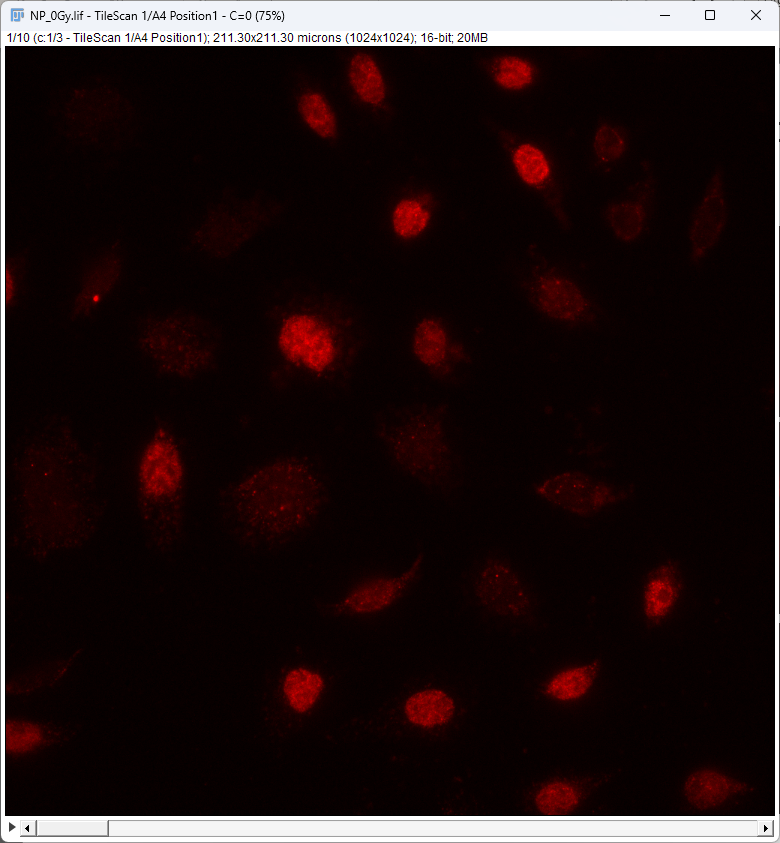 NP_0Gy.lif - TileScan 1/A4 Position1 - C=0 (75%)
1/10 (c:1/3 - TileScan 1/A4 Position1); 211.30x211.30 microns (1024x1024); 16-bit; 20MB